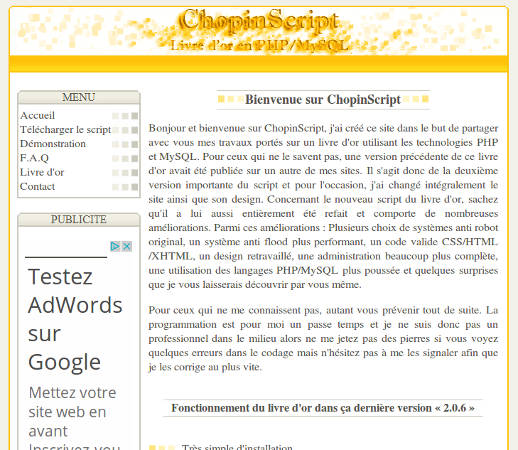 ChopinScript
Livre d'or en PHP/MySQL
MENU
Accueil
Télécharger le script
Démonstration
F.A.Q
Livre d'or
Contact
PUBLICITE
Testez
AdWords
sur
Google
Mettez votre
site web en
avant
Inscrivez-vou
Bienvenue sur ChopinScript
Bonjour et bienvenue sur ChopinScript, j'ai créé ce site dans le but de partager
avec vous mes travaux portés sur un livre d'or utilisant les technologies PHP
et MySQL. Pour ceux qui ne le savent pas, une version précédente de ce livre
d'or avait été publiée sur un autre de mes sites. Il s'agit donc de la deuxième
version importante du script et pour l'occasion, j'ai changé intégralement le
site ainsi que son design. Concernant le nouveau script du livre d'or, sachez
qu'il a lui aussi entièrement été refait et comporte de nombreuses
améliorations. Parmi ces améliorations : Plusieurs choix de systèmes anti robot
original, un système anti flood plus performant, un code valide CSS/HTML
/XHTML, un design retravaillé, une administration beaucoup plus complète,
une utilisation des langages PHP/MySQL plus poussée et quelques surprises
que je vous laisserais découvrir par vous même.
Pour ceux qui ne me connaissent pas, autant vous prévenir tout de suite. La
programmation est pour moi un passe temps et je ne suis donc pas un
professionnel dans le milieu alors ne me jetez pas des pierres si vous voyez
quelques erreurs dans le codage mais n'hésitez pas à me les signaler afin que
je les corrige au plus vite.
Fonctionnement du livre d'or dans ça dernière version « 2.0.6 »
Très simple d'installation